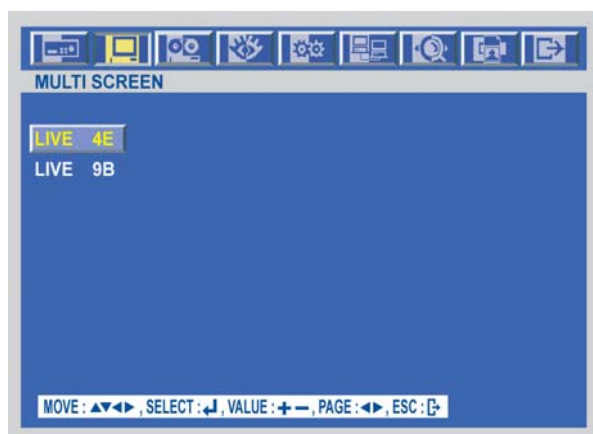 MULTI SCREEN
LIVE 4E
LIVE 9B
MOVE : ▲▼◀▶ , SELECT : ↵ , VALUE : + − , PAGE : ◀▶ , ESC :